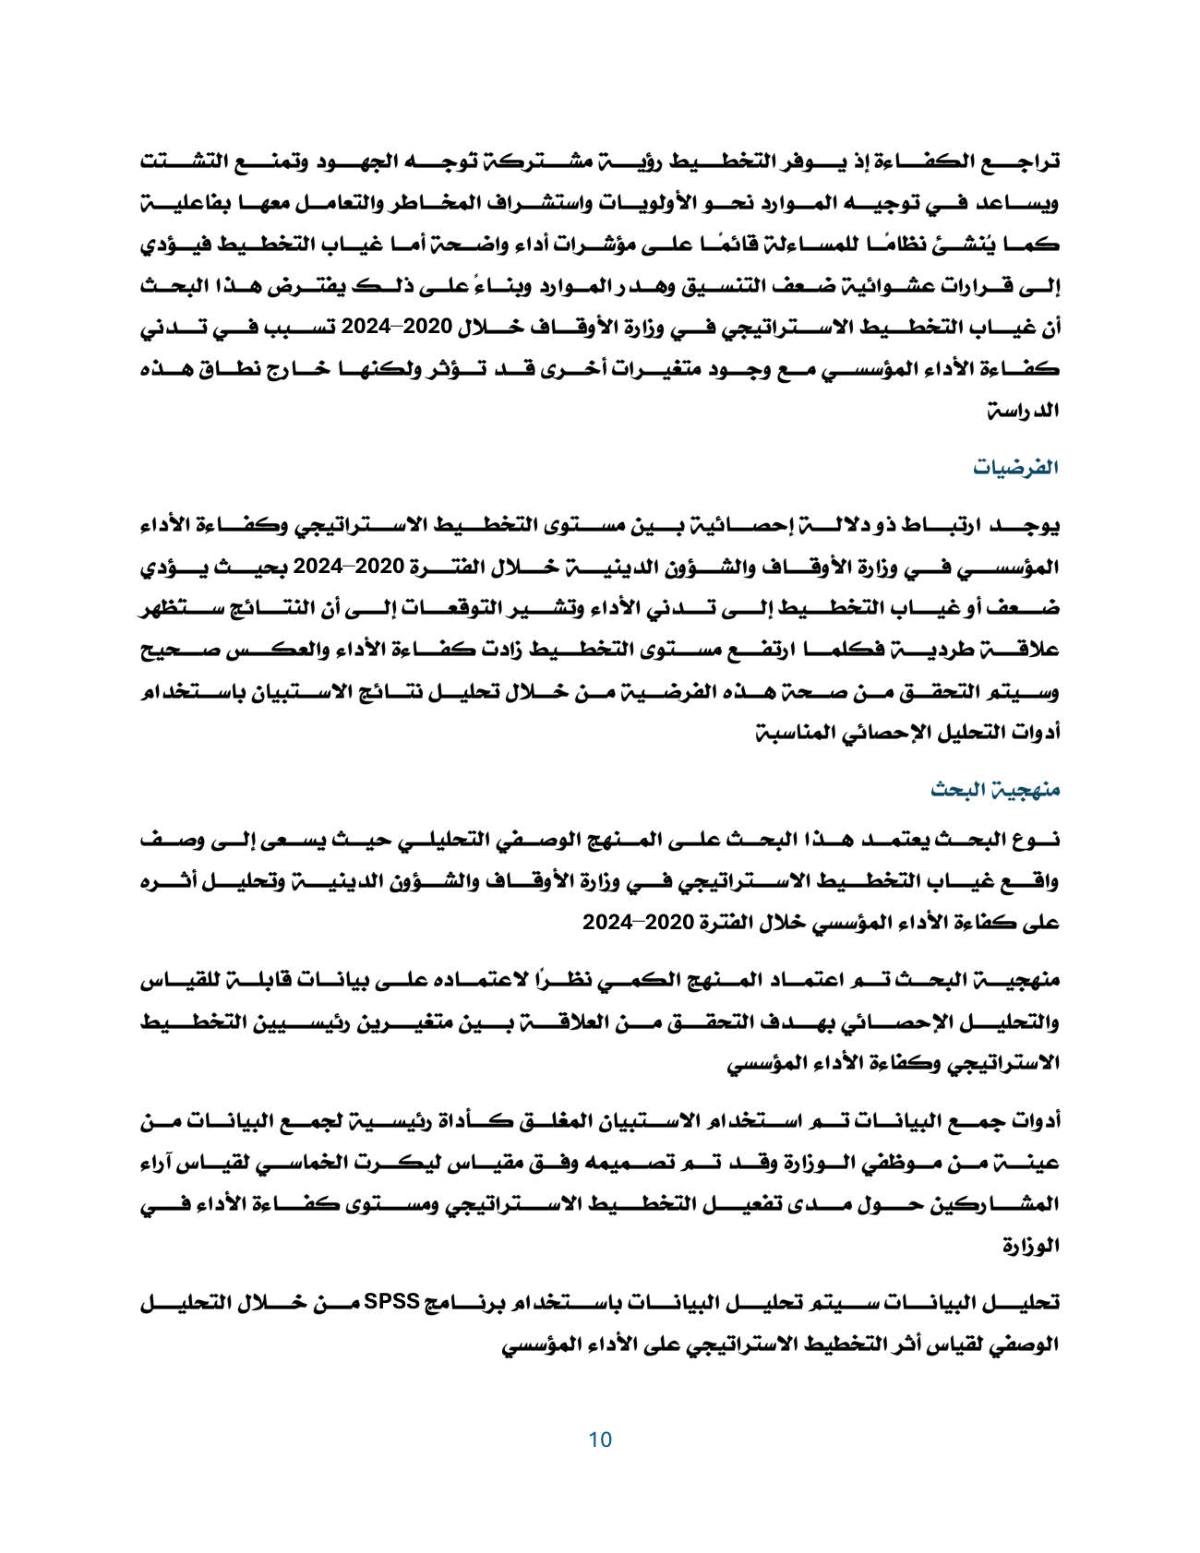 تراجع الكفاءة إذ يوفر التخطيط رؤية مشتركة توجه الجهود وتمنع التشتت
ويساعد في توجيه الموارد نحو الأولويات واستشراف المخاطر والتعامل معها بفاعلية
كما يُنشئ نظامًا للمساءلة قائمًا على مؤشرات أداء واضحة أما غياب التخطيط فيؤدي
إلى قرارات عشوائية ضعف التنسيق وهدر الموارد وبناءً على ذلك يفترض هذا البحث
أن غياب التخطيط الاستراتيجي في وزارة الأوقاف خلال 2020–2024 تسبب في تدني
كفاءة الأداء المؤسسي مع وجود متغيرات أخرى قد تؤثر ولكنها خارج نطاق هذه
الدراسة
الفرضيات
يوجد ارتباط ذو دلالة إحصائية بين مستوى التخطيط الاستراتيجي وكفاءة الأداء
المؤسسي في وزارة الأوقاف والشؤون الدينية خلال الفترة 2020–2024 بحيث يؤدي
ضعف أو غياب التخطيط إلى تدني الأداء وتشير التوقعات إلى أن النتائج ستظهر
علاقة طردية فكلما ارتفع مستوى التخطيط زادت كفاءة الأداء والعكس صحيح
وسيتم التحقق من صحة هذه الفرضية من خلال تحليل نتائج الاستبيان باستخدام
أدوات التحليل الإحصائي المناسبة
منهجية البحث
نوع البحث يعتمد هذا البحث على المنهج الوصفي التحليلي حيث يسعى إلى وصف
واقع غياب التخطيط الاستراتيجي في وزارة الأوقاف والشؤون الدينية وتحليل أثره
على كفاءة الأداء المؤسسي خلال الفترة 2020–2024
منهجية البحث تم اعتماد المنهج الكمي نظرًا لاعتماده على بيانات قابلة للقياس
والتحليل الإحصائي بهدف التحقق من العلاقة بين متغيرين رئيسيين التخطيط
الاستراتيجي وكفاءة الأداء المؤسسي
أدوات جمع البيانات تم استخدام الاستبيان المغلق كأداة رئيسية لجمع البيانات من
عينة من موظفي الوزارة وقد تم تصميمه وفق مقياس ليكرت الخماسي لقياس آراء
المشاركين حول مدى تفعيل التخطيط الاستراتيجي ومستوى كفاءة الأداء في
الوزارة
تحليل البيانات سيتم تحليل البيانات باستخدام برنامج SPSS من خلال التحليل
الوصفي لقياس أثر التخطيط الاستراتيجي على الأداء المؤسسي
10